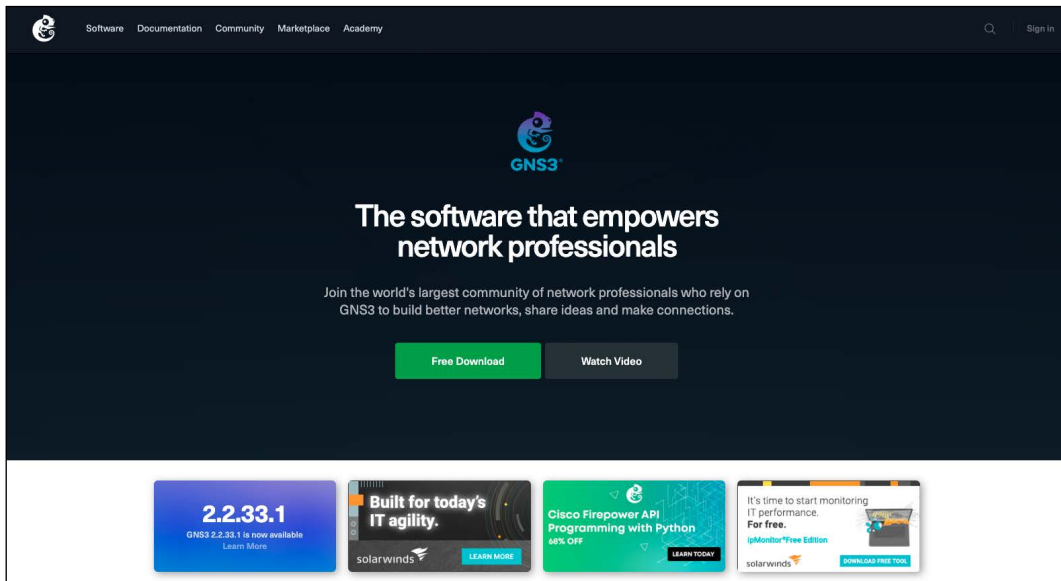 Software Documentation Community Marketplace Academy
Sign in
GNS3®
The software that empowers
network professionals
Join the world's largest community of network professionals who rely on
GNS3 to build better networks, share ideas and make connections.
Free Download
Watch Video
2.2.33.1
GNS3 2.2.33.1 is now available
Learn More
Built for today's
IT agility.
solarwinds
LEARN MORE
Cisco Firepower API
Programming with Python
68% OFF
LEARN TODAY
It's time to start monitoring
IT performance.
For free.
ipMonitor® Free Edition
solarwinds
DOWNLOAD FREE TOOL